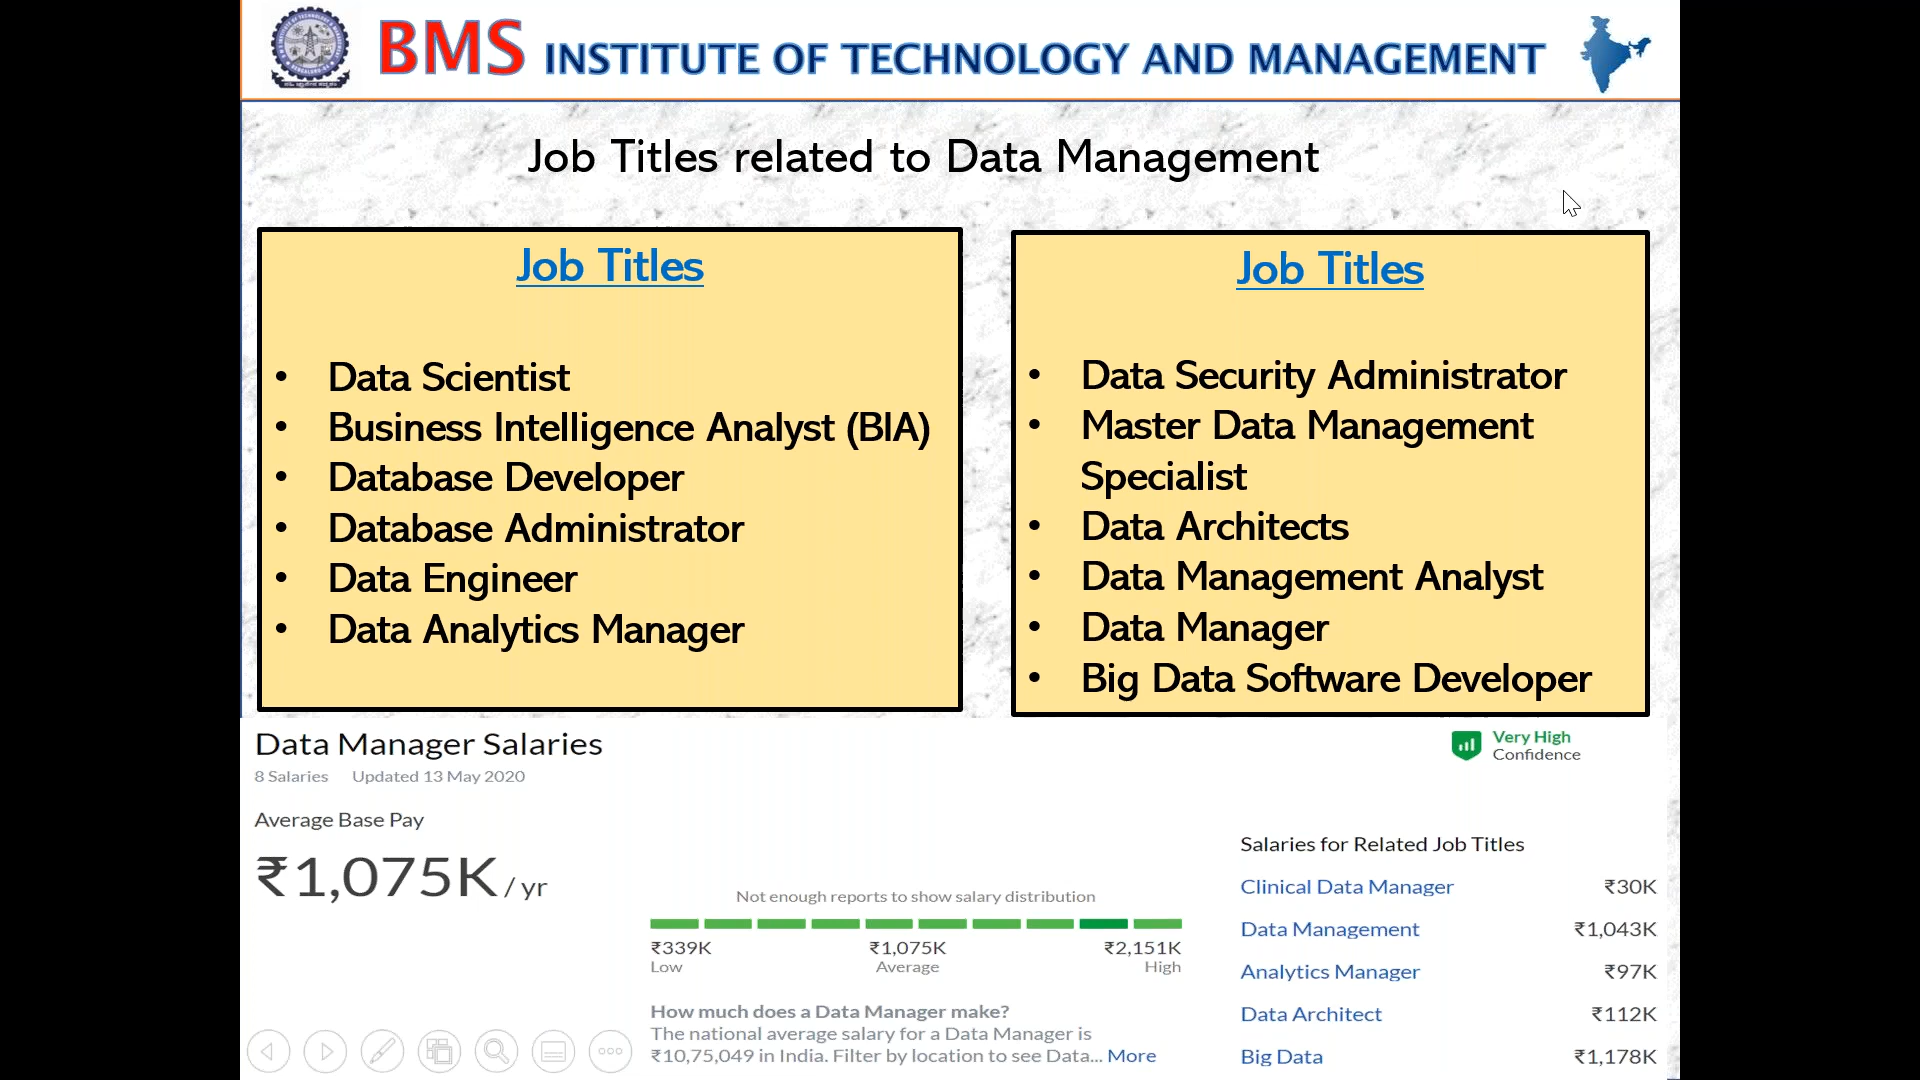 BMS INSTITUTE OF TECHNOLOGY AND MANAGEMENT
Job Titles related to Data Management
Job Titles
• Data Scientist
• Business Intelligence Analyst (BIA)
• Database Developer
• Database Administrator
• Data Engineer
• Data Analytics Manager
Job Titles
• Data Security Administrator
• Master Data Management
Specialist
• Data Architects
• Data Management Analyst
• Data Manager
• Big Data Software Developer
Data Manager Salaries
8 Salaries Updated 13 May 2020
Very High
Confidence
Average Base Pay
₹1,075K / yr
Not enough reports to show salary distribution
₹339K ₹1,075K ₹2,151K
Low Average High
How much does a Data Manager make?
The national average salary for a Data Manager is
₹10,75,049 in India. Filter by location to see Data... More
Salaries for Related Job Titles
Clinical Data Manager ₹30K
Data Management ₹1,043K
Analytics Manager ₹97K
Data Architect ₹112K
Big Data ₹1,178K